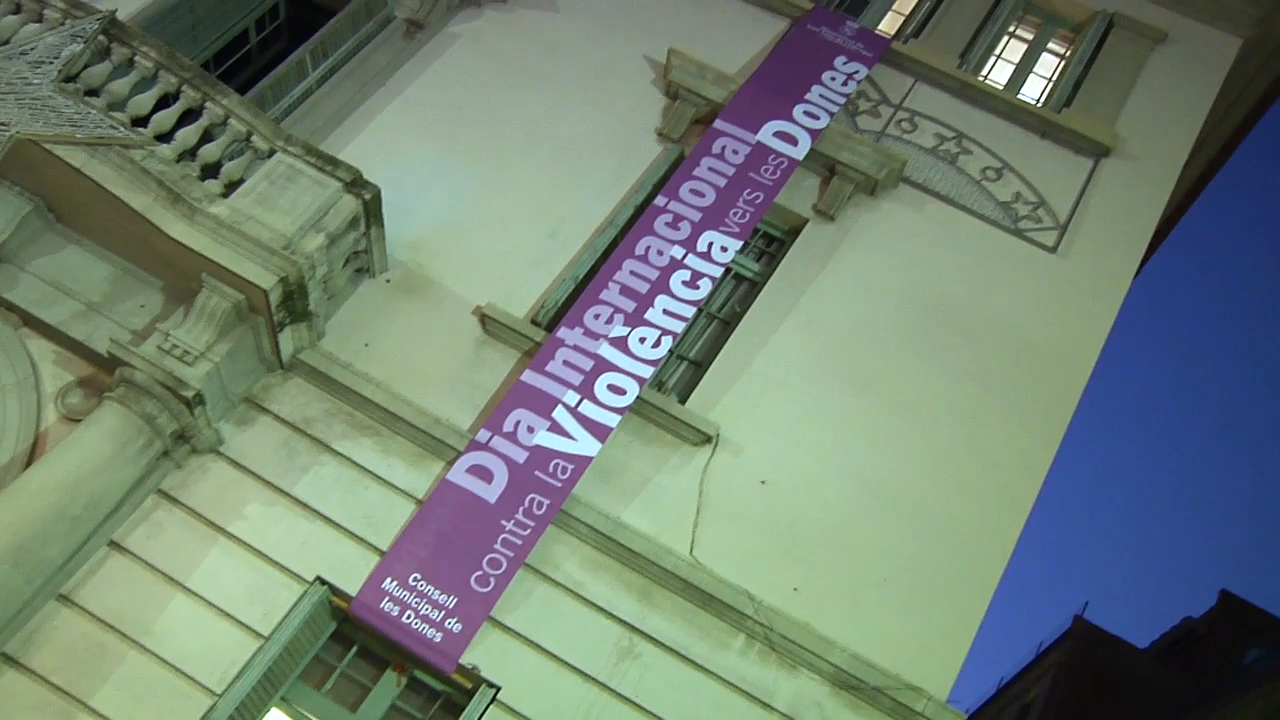 Dia Internacional
contra la Violència vers les Dones
Consell
Municipal de
les Dones